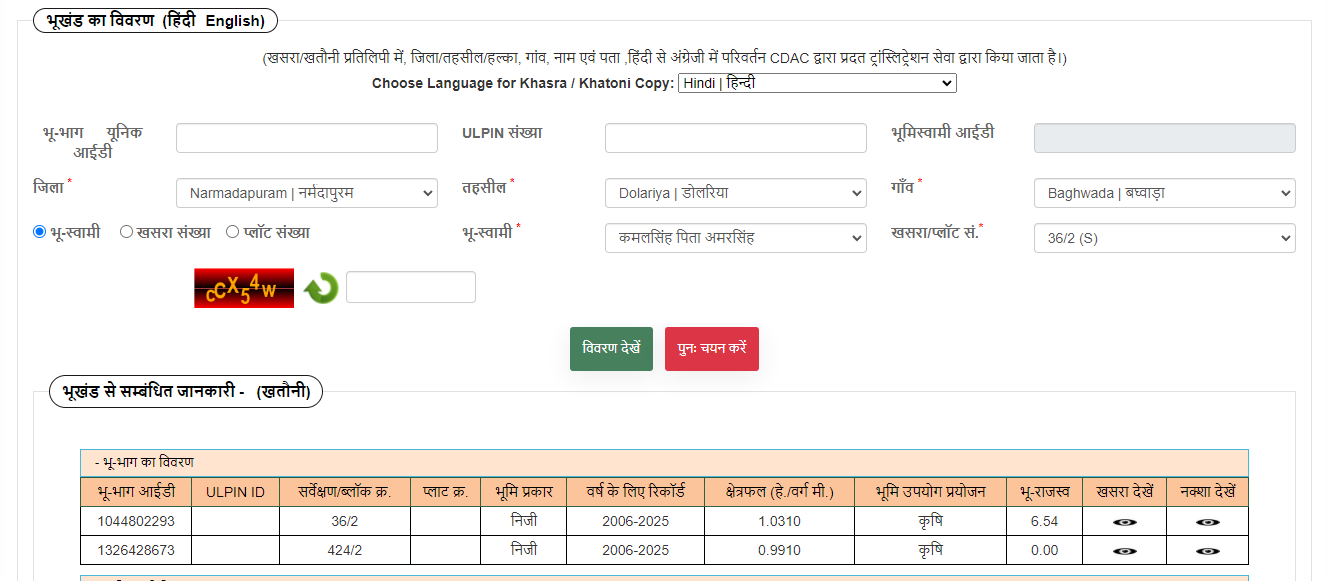 भूखंड का विवरण (हिंदी English)
(खसरा/खतौनी प्रतिलिपी में, जिला/तहसील/हल्का, गांव, नाम एवं पता ,हिंदी से अंग्रेजी में परिवर्तन CDAC द्वारा प्रदत ट्रांस्लिट्रेशन सेवा द्वारा किया जाता है।)
Choose Language for Khasra / Khatoni Copy: Hindi | हिन्दी
भू-भाग यूनिक आईडी ULPIN संख्या भूमिस्वामी आईडी
जिला * Narmadapuram | नर्मदापुरम तहसील * Dolariya | डोलरिया गाँव * Baghwada | बघ्वाड़ा
भू-स्वामी खसरा संख्या प्लॉट संख्या भू-स्वामी * कमलसिंह पिता अमरसिंह खसरा/प्लॉट सं.* 36/2 (S)
cCX54w
विवरण देखें पुनः चयन करें
भूखंड से सम्बंधित जानकारी - (खतौनी)
- भू-भाग का विवरण
भू-भाग आईडी ULPIN ID सर्वेक्षण/ब्लॉक क्र. प्लाट क्र. भूमि प्रकार वर्ष के लिए रिकॉर्ड क्षेत्रफल (हे./वर्ग मी.) भूमि उपयोग प्रयोजन भू-राजस्व खसरा देखें नक्शा देखें
1044802293 36/2 निजी 2006-2025 1.0310 कृषि 6.54
1326428673 424/2 निजी 2006-2025 0.9910 कृषि 0.00